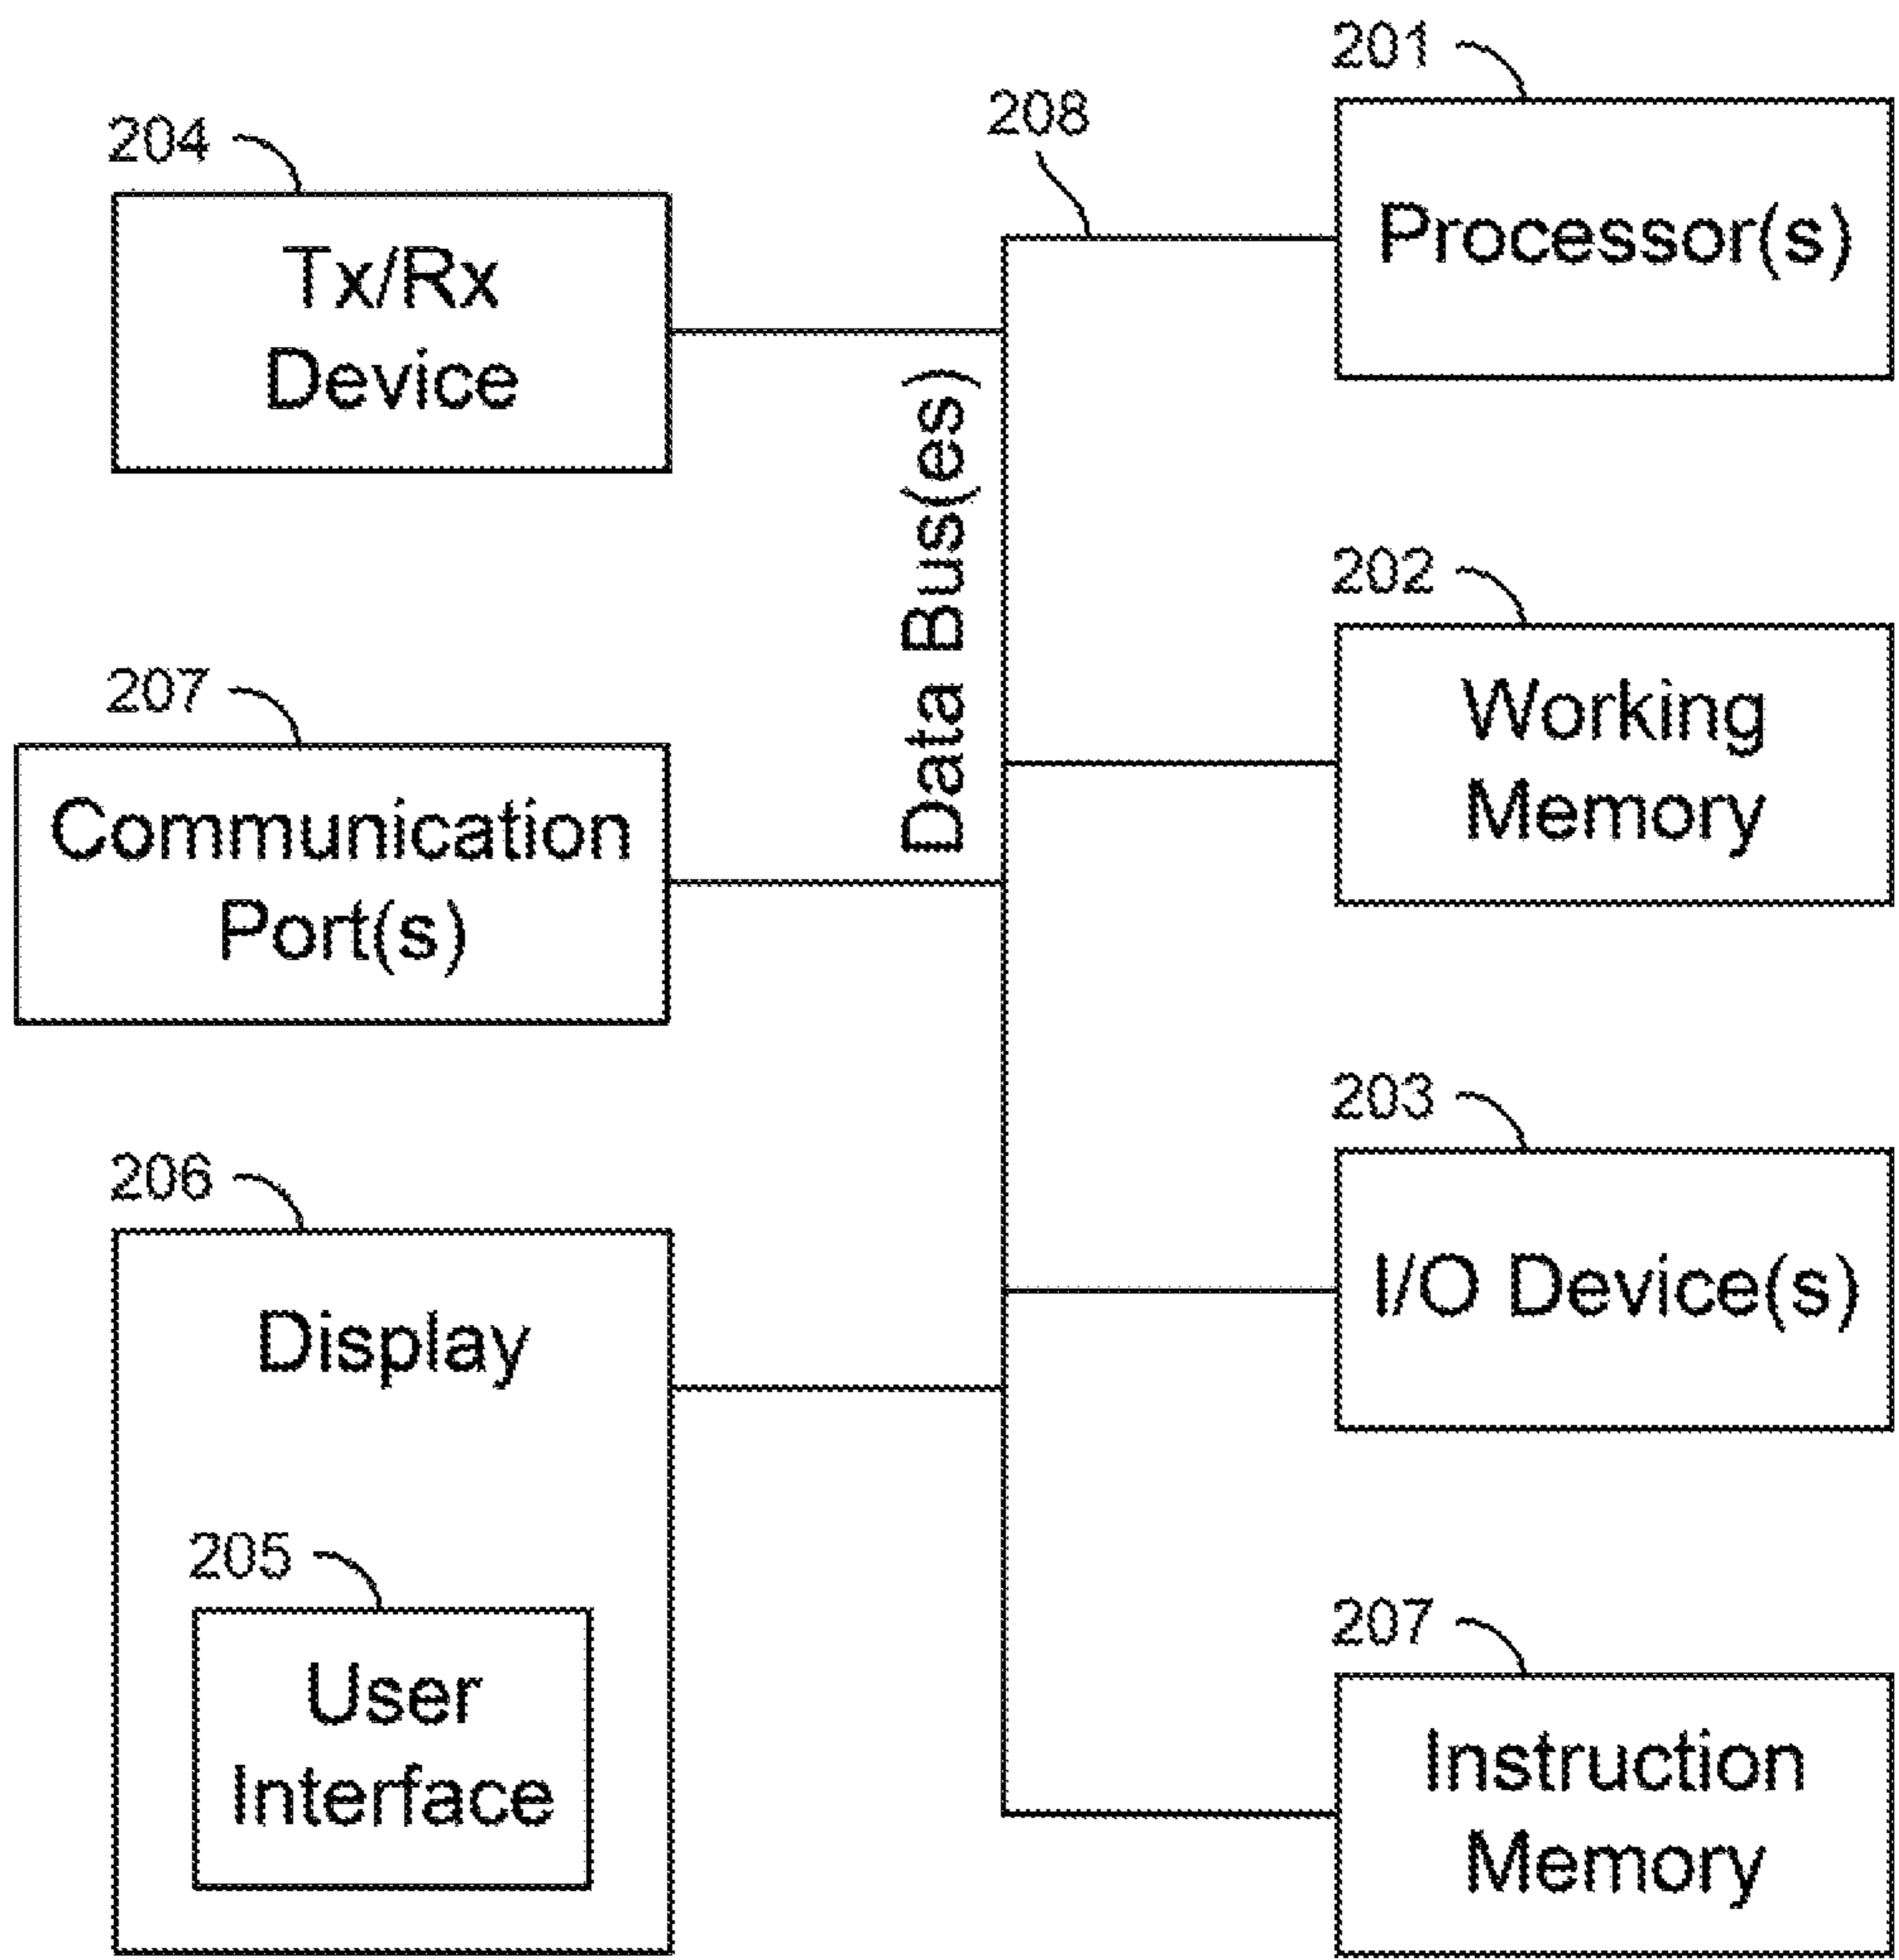 201
Processor(s)
208
204
Tx/Rx
Device
Data Bus(es)
202
Working
Memory
207
Communication
Port(s)
203
I/O Device(s)
206
Display
205
User
Interface
207
Instruction
Memory